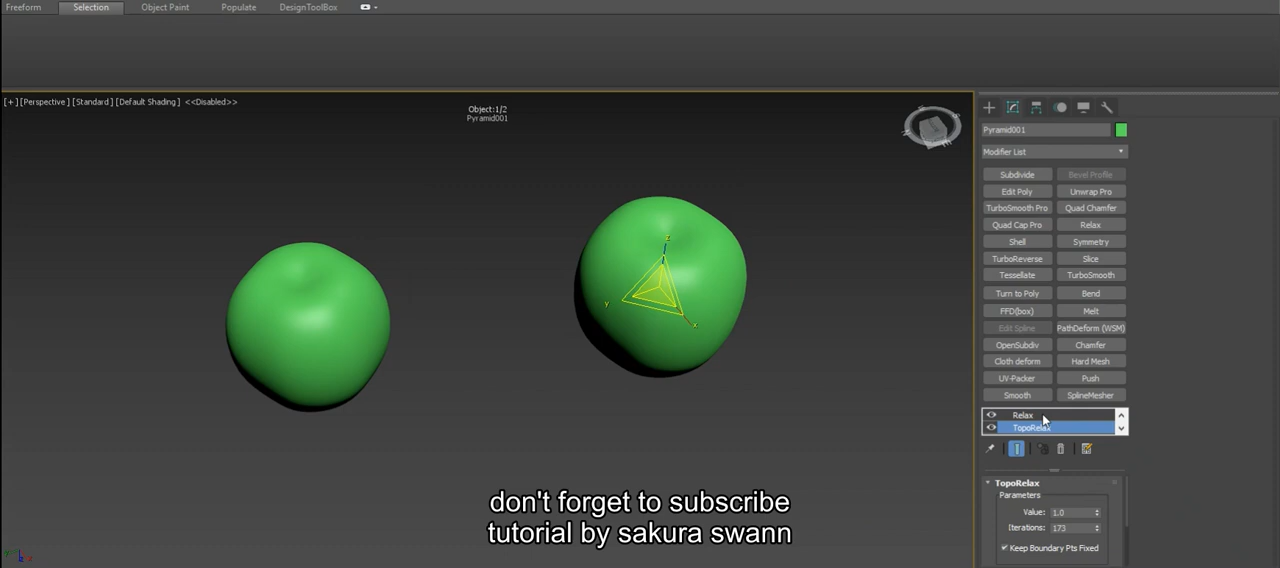 Freeform Selection Object Paint Populate DesignToolBox
[+] [Perspective ] [Standard ] [Default Shading ] <<Disabled>>
Object:1/2
Pyramid001
z
y
x
Pyramid001
Modifier List
Subdivide Bevel Profile
Edit Poly Unwrap Pro
TurboSmooth Pro Quad Chamfer
Quad Cap Pro Relax
Shell Symmetry
TurboReverse Slice
Tessellate TurboSmooth
Turn to Poly Bend
FFD(box) Melt
Edit Spline PathDeform (WSM)
OpenSubdiv Chamfer
Cloth deform Hard Mesh
UV-Packer Push
Smooth SplineMesher
Relax
TopoRelax
TopoRelax
Parameters
Value: 1.0
Iterations: 173
Keep Boundary Pts Fixed
don't forget to subscribe
tutorial by sakura swann